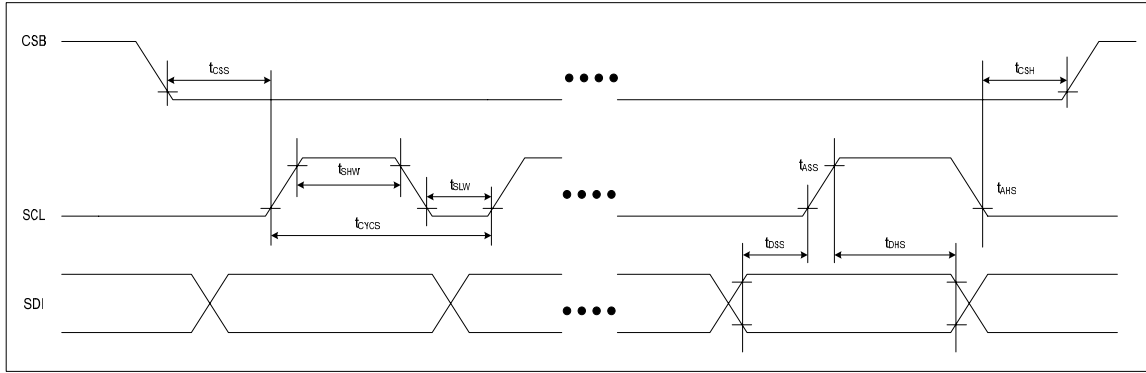 CSB
tCSS
tCSH
tSHW
tSLW
tASS
tAHS
SCL
tCYCS
tDSS
tDHS
SDI